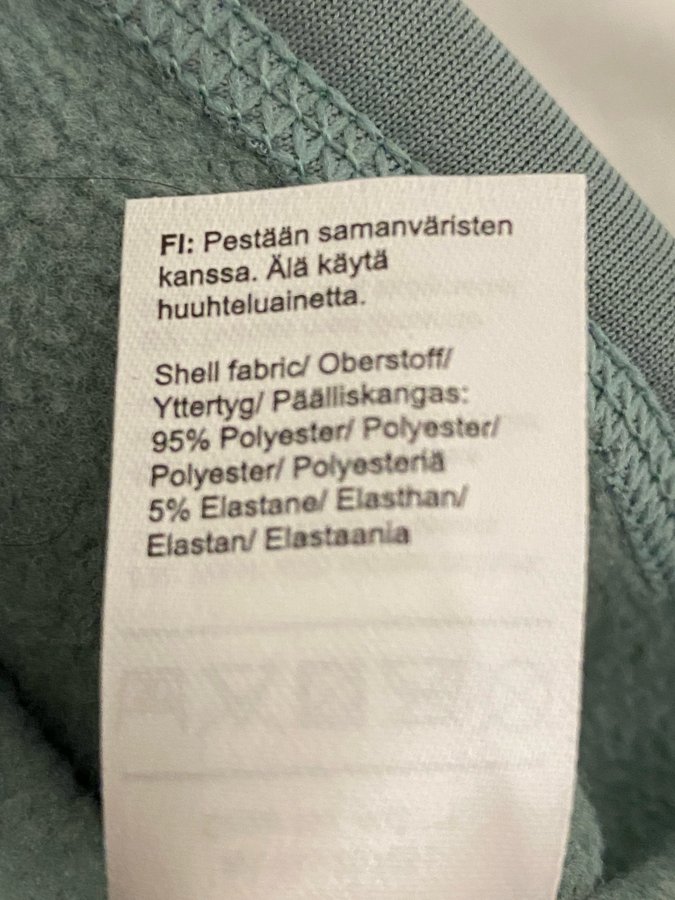 FI: Pestään samanväristen
kanssa. Älä käytä
huuhteluainetta.
Shell fabric/ Oberstoff/
Yttertyg/ Päälliskangas:
95% Polyester/ Polyester/
Polyester/ Polyesteriä
5% Elastane/ Elasthan/
Elastan/ Elastaania